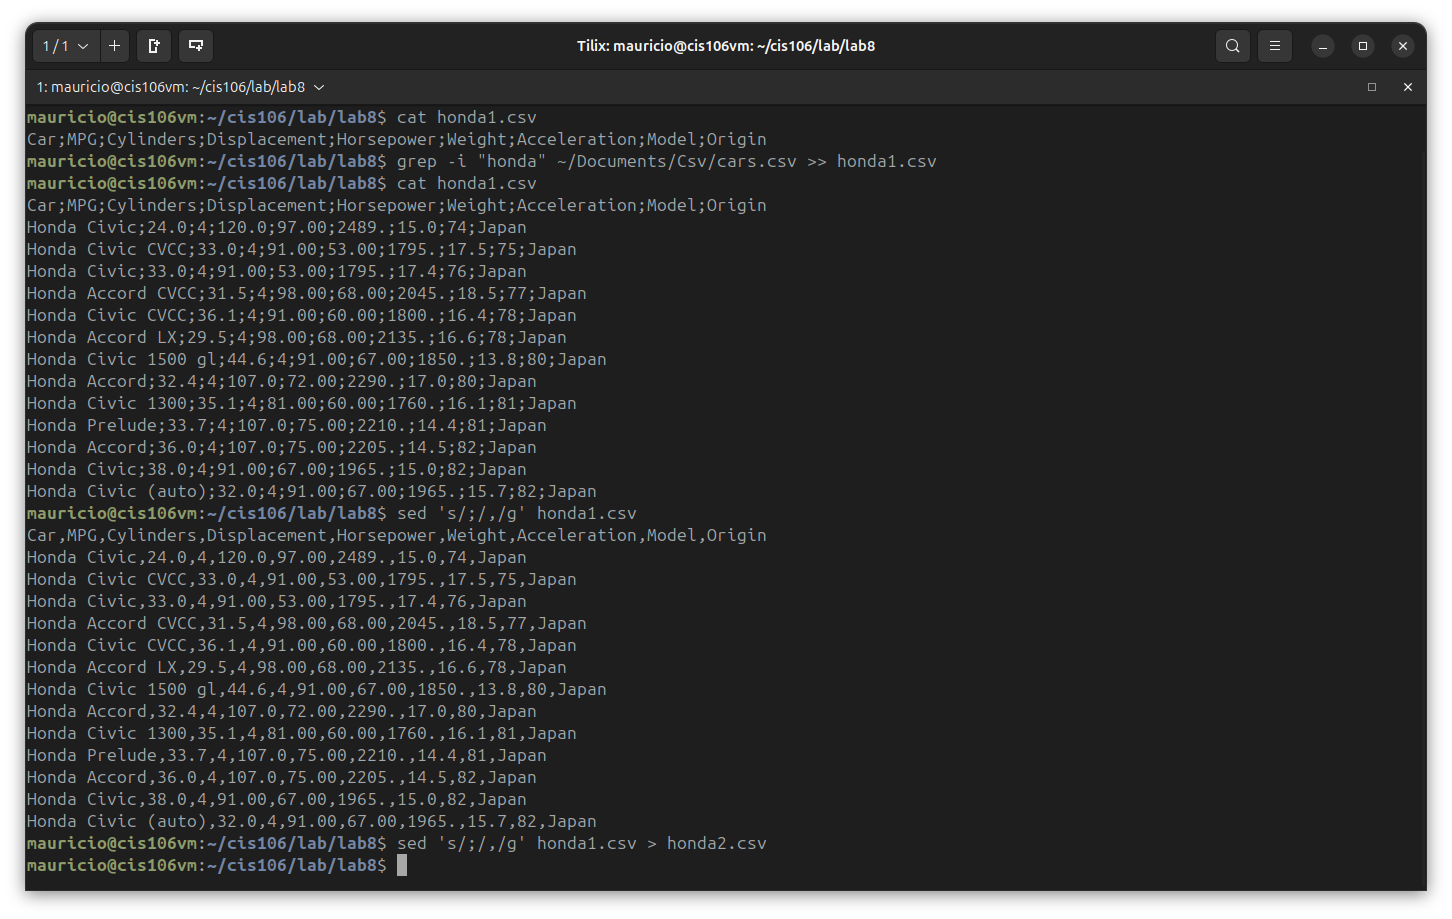 1 / 1
Tilix: mauricio@cis106vm: ~/cis106/lab/lab8
1: mauricio@cis106vm: ~/cis106/lab/lab8
mauricio@cis106vm:~/cis106/lab/lab8$ cat honda1.csv
Car;MPG;Cylinders;Displacement;Horsepower;Weight;Acceleration;Model;Origin
mauricio@cis106vm:~/cis106/lab/lab8$ grep -i "honda" ~/Documents/Csv/cars.csv >> honda1.csv
mauricio@cis106vm:~/cis106/lab/lab8$ cat honda1.csv
Car;MPG;Cylinders;Displacement;Horsepower;Weight;Acceleration;Model;Origin
Honda Civic;24.0;4;120.0;97.00;2489.;15.0;74;Japan
Honda Civic CVCC;33.0;4;91.00;53.00;1795.;17.5;75;Japan
Honda Civic;33.0;4;91.00;53.00;1795.;17.4;76;Japan
Honda Accord CVCC;31.5;4;98.00;68.00;2045.;18.5;77;Japan
Honda Civic CVCC;36.1;4;91.00;60.00;1800.;16.4;78;Japan
Honda Accord LX;29.5;4;98.00;68.00;2135.;16.6;78;Japan
Honda Civic 1500 gl;44.6;4;91.00;67.00;1850.;13.8;80;Japan
Honda Accord;32.4;4;107.0;72.00;2290.;17.0;80;Japan
Honda Civic 1300;35.1;4;81.00;60.00;1760.;16.1;81;Japan
Honda Prelude;33.7;4;107.0;75.00;2210.;14.4;81;Japan
Honda Accord;36.0;4;107.0;75.00;2205.;14.5;82;Japan
Honda Civic;38.0;4;91.00;67.00;1965.;15.0;82;Japan
Honda Civic (auto);32.0;4;91.00;67.00;1965.;15.7;82;Japan
mauricio@cis106vm:~/cis106/lab/lab8$ sed 's/;/,/g' honda1.csv
Car,MPG,Cylinders,Displacement,Horsepower,Weight,Acceleration,Model,Origin
Honda Civic,24.0,4,120.0,97.00,2489.,15.0,74,Japan
Honda Civic CVCC,33.0,4,91.00,53.00,1795.,17.5,75,Japan
Honda Civic,33.0,4,91.00,53.00,1795.,17.4,76,Japan
Honda Accord CVCC,31.5,4,98.00,68.00,2045.,18.5,77,Japan
Honda Civic CVCC,36.1,4,91.00,60.00,1800.,16.4,78,Japan
Honda Accord LX,29.5,4,98.00,68.00,2135.,16.6,78,Japan
Honda Civic 1500 gl,44.6,4,91.00,67.00,1850.,13.8,80,Japan
Honda Accord,32.4,4,107.0,72.00,2290.,17.0,80,Japan
Honda Civic 1300,35.1,4,81.00,60.00,1760.,16.1,81,Japan
Honda Prelude,33.7,4,107.0,75.00,2210.,14.4,81,Japan
Honda Accord,36.0,4,107.0,75.00,2205.,14.5,82,Japan
Honda Civic,38.0,4,91.00,67.00,1965.,15.0,82,Japan
Honda Civic (auto),32.0,4,91.00,67.00,1965.,15.7,82,Japan
mauricio@cis106vm:~/cis106/lab/lab8$ sed 's/;/,/g' honda1.csv > honda2.csv
mauricio@cis106vm:~/cis106/lab/lab8$